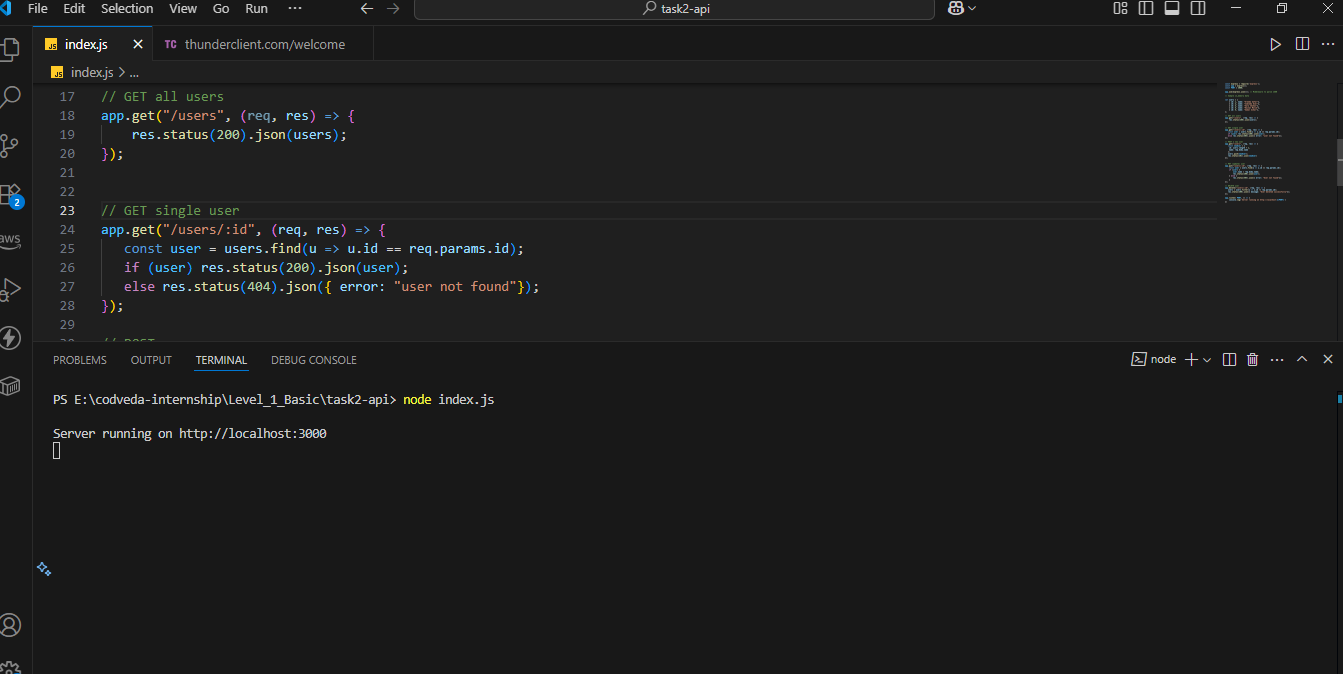 File Edit Selection View Go Run ··· task2-api
JS index.js TC thunderclient.com/welcome
JS index.js > ...
17 // GET all users
18 app.get("/users", (req, res) => {
19 res.status(200).json(users);
20 });
21
22
23 // GET single user
24 app.get("/users/:id", (req, res) => {
25 const user = users.find(u => u.id == req.params.id);
26 if (user) res.status(200).json(user);
27 else res.status(404).json({ error: "user not found"});
28 });
29
2
aws
PROBLEMS OUTPUT TERMINAL DEBUG CONSOLE node
PS E:\codveda-internship\Level_1_Basic\task2-api> node index.js
Server running on http://localhost:3000